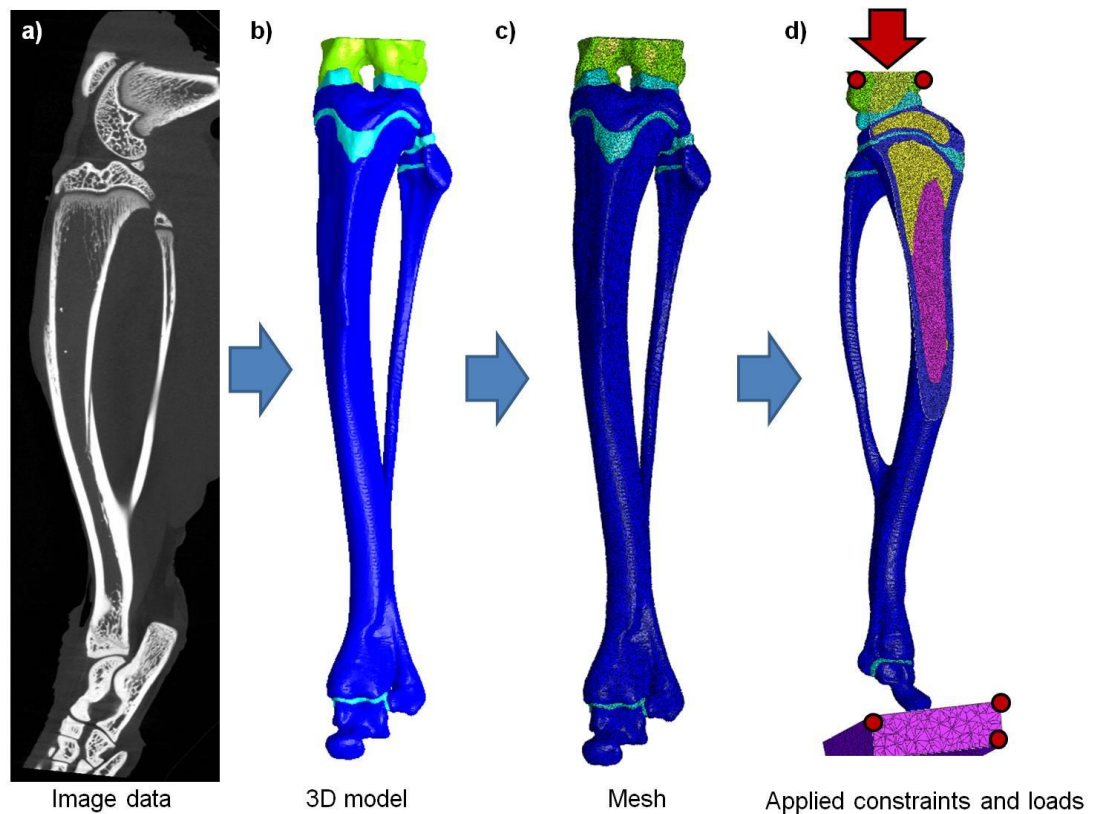 a)
b)
c)
d)
Image data
3D model
Mesh
Applied constraints and loads